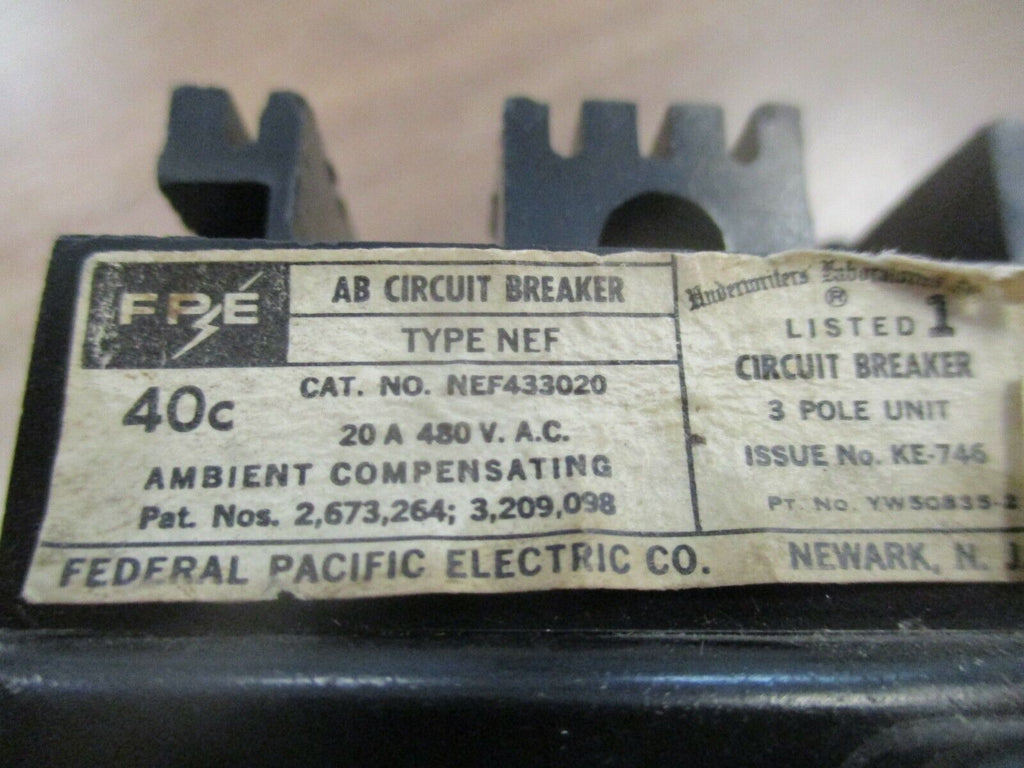 FPE
AB CIRCUIT BREAKER
TYPE NEF
40c
CAT. NO. NEF433020
20 A 480 V. A.C.
AMBIENT COMPENSATING
Pat. Nos. 2,673,264; 3,209,098
Underwriters Laboratories
®
LISTED 1
CIRCUIT BREAKER
3 POLE UNIT
ISSUE No. KE-746
PT. NO. YW50835-2
FEDERAL PACIFIC ELECTRIC CO. NEWARK, N. J.